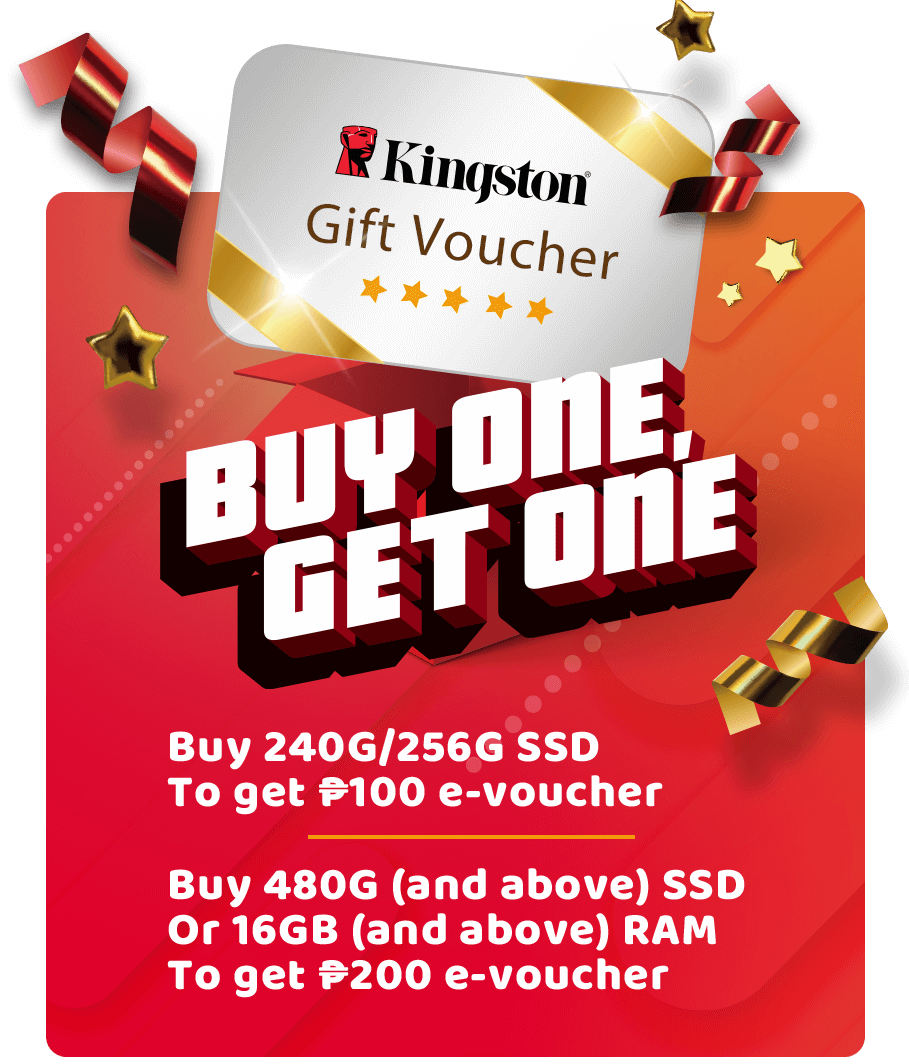 Kingston®
Gift Voucher
BUY ONE,
GET ONE
Buy 240G/256G SSD
To get ₱100 e-voucher
Buy 480G (and above) SSD
Or 16GB (and above) RAM
To get ₱200 e-voucher